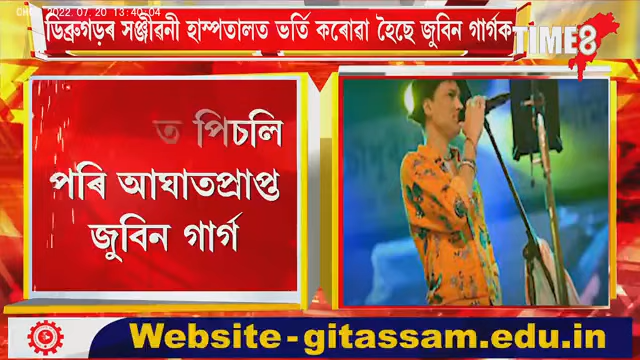 2022.07.20 13:40:04
ডিব্ৰুগড়ৰ সঞ্জীৱনী হাস্পতালত ভৰ্তি কৰোৱা হৈছে জুবিন গাৰ্গক
TIME8
ত পিচলি
পৰি আঘাতপ্ৰাপ্ত
জুবিন গাৰ্গ
Website-gitassam.edu.in